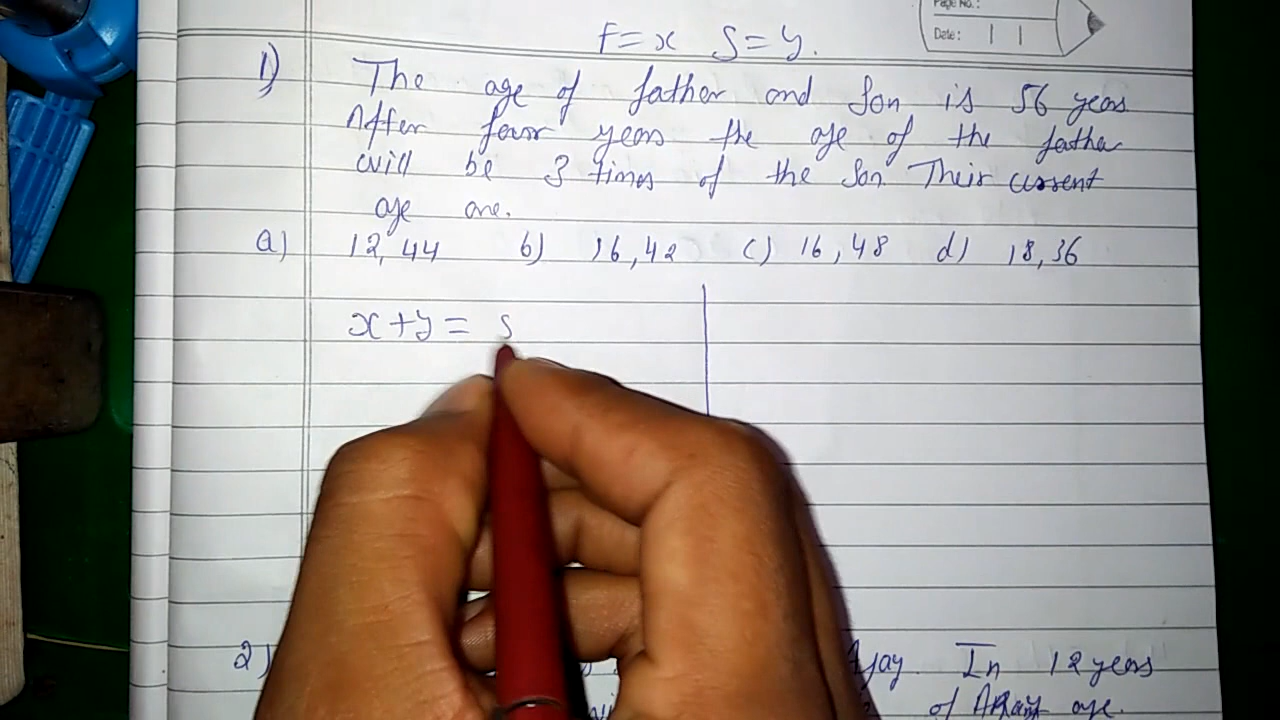 Page No.:
Date:
F=x S=y.
1) The age of father and Son is 56 years
After four years the age of the father
will be 3 times of the Son Their current
age are.
a) 12,44 b) 16,42 c) 16,48 d) 18,36
x+y= 5
2) Ajay In 12 years
of age.